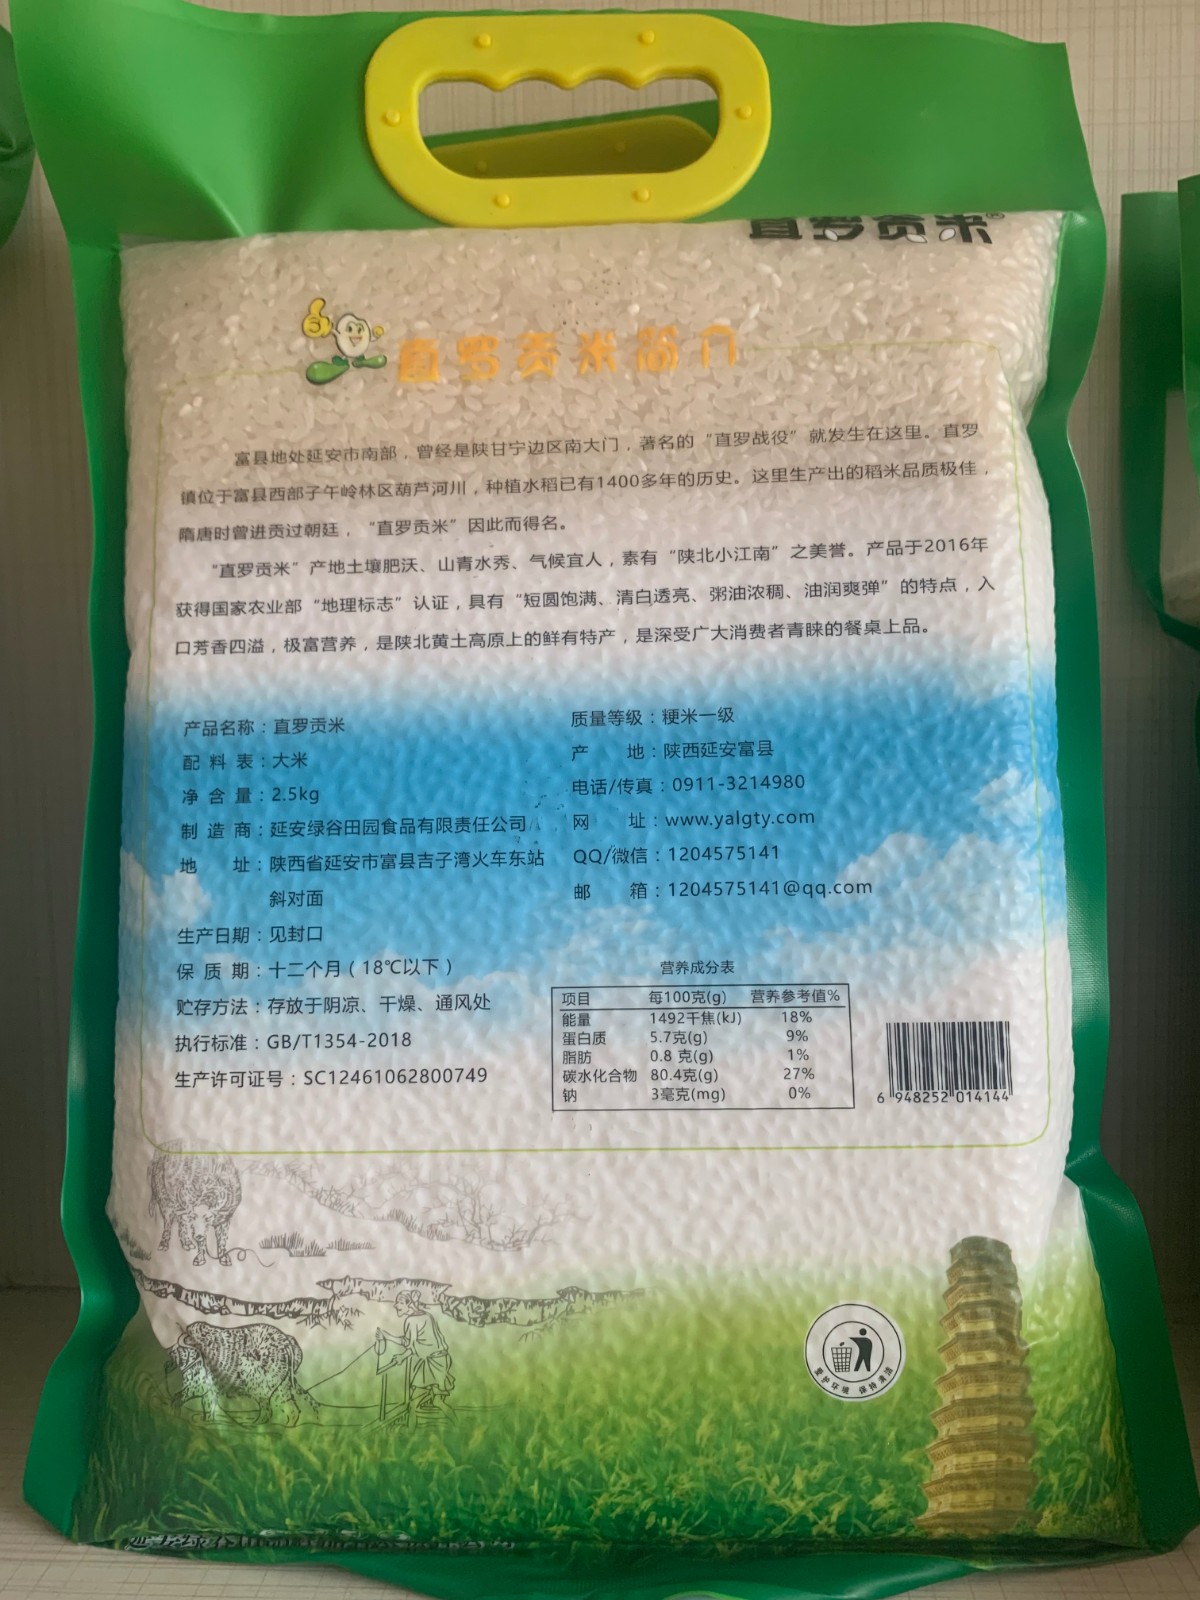 直罗贡米®
直罗贡米简介
富县地处延安市南部，曾经是陕甘宁边区南大门，著名的“直罗战役”就发生在这里。直罗
镇位于富县西部子午岭林区葫芦河川，种植水稻已有1400多年的历史。这里生产出的稻米品质极佳，
隋唐时曾进贡过朝廷，“直罗贡米”因此而得名。
“直罗贡米”产地土壤肥沃、山青水秀、气候宜人，素有“陕北小江南”之美誉。产品于2016年
获得国家农业部“地理标志”认证，具有“短圆饱满、清白透亮、粥油浓稠、油润爽弹”的特点，入
口芳香四溢，极富营养，是陕北黄土高原上的鲜有特产，是深受广大消费者青睐的餐桌上品。
产品名称：直罗贡米
配 料 表：大米
净 含 量：2.5kg
制 造 商：延安绿谷田园食品有限责任公司
地 址：陕西省延安市富县吉子湾火车东站
斜对面
生产日期：见封口
保 质 期：十二个月（18℃以下）
贮存方法：存放于阴凉、干燥、通风处
执行标准：GB/T1354-2018
生产许可证号：SC12461062800749
质量等级：粳米一级
产 地：陕西延安富县
电话/传真：0911-3214980
网 址：www.yalgty.com
QQ/微信：1204575141
邮 箱：1204575141@qq.com
营养成分表
项目 每100克(g) 营养参考值%
能量 1492千焦(kJ) 18%
蛋白质 5.7克(g) 9%
脂肪 0.8 克(g) 1%
碳水化合物 80.4克(g) 27%
钠 3毫克(mg) 0%
6 948252 014144
爱护环境 保持清洁